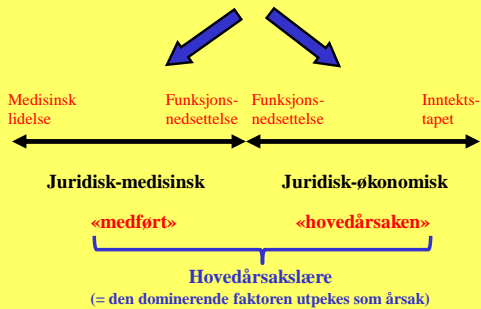 Medisinsk lidelse
Funksjons-nedsettelse
Funksjons-nedsettelse
Inntekts-tapet
Juridisk-medisinsk
Juridisk-økonomisk
«medført»
«hovedårsaken»
Hovedårsakslære
(= den dominerende faktoren utpekes som årsak)